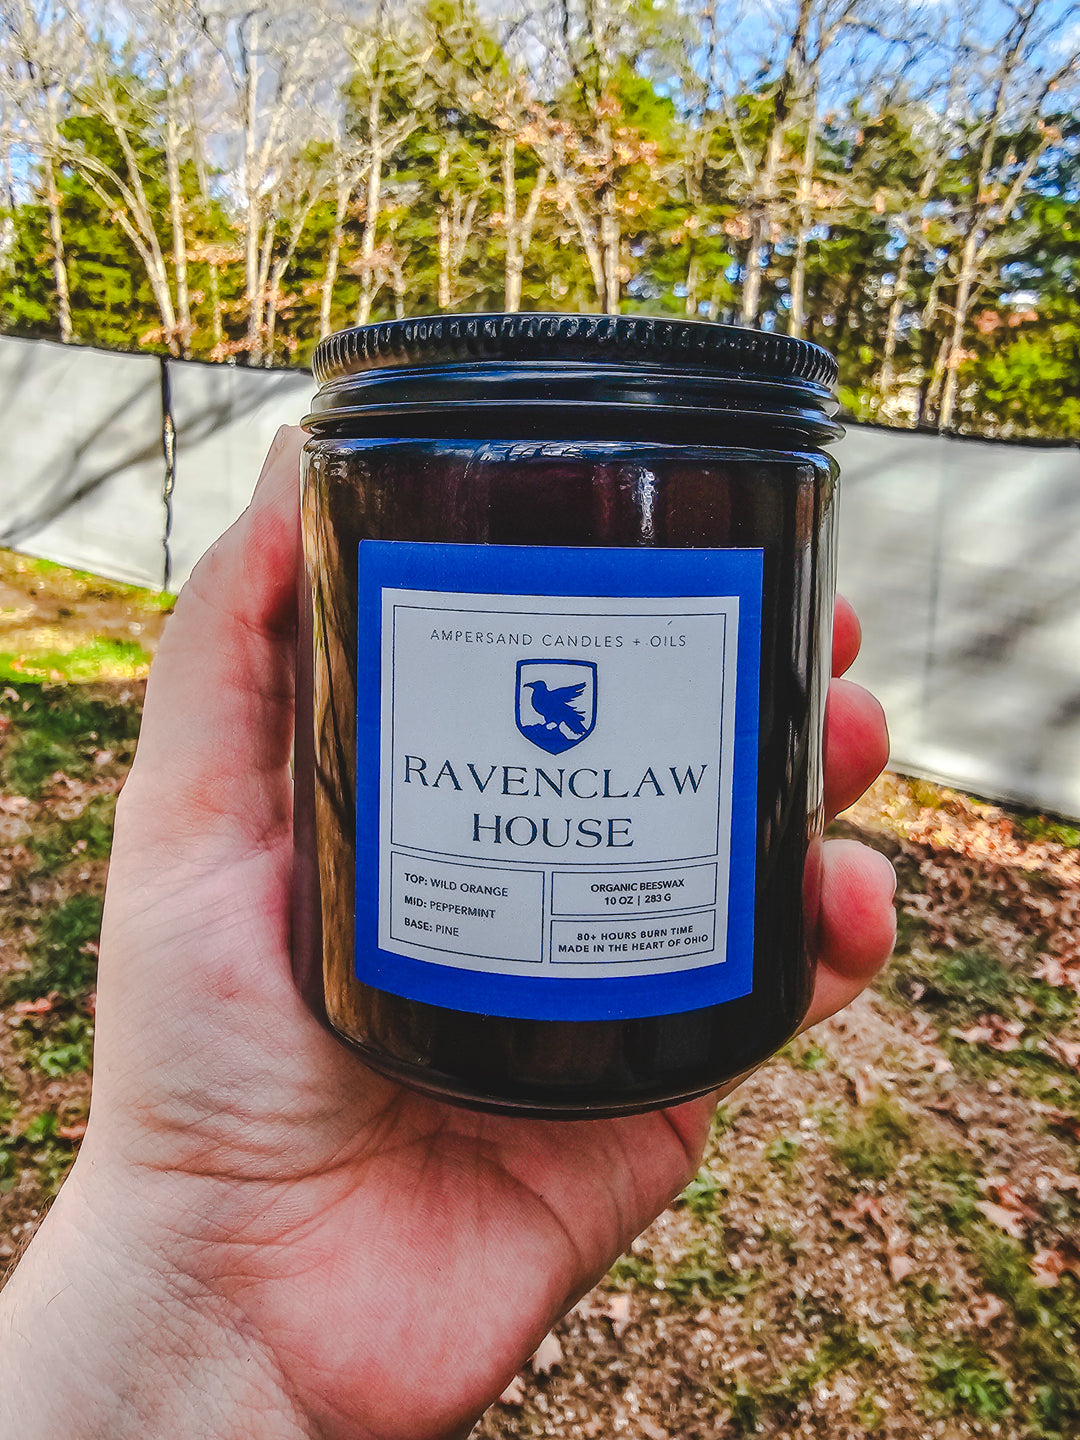 AMPERSAND CANDLES + OILS
RAVENCLAW
HOUSE
TOP: WILD ORANGE
MID: PEPPERMINT
BASE: PINE
ORGANIC BEESWAX
10 OZ | 283 G
80+ HOURS BURN TIME
MADE IN THE HEART OF OHIO